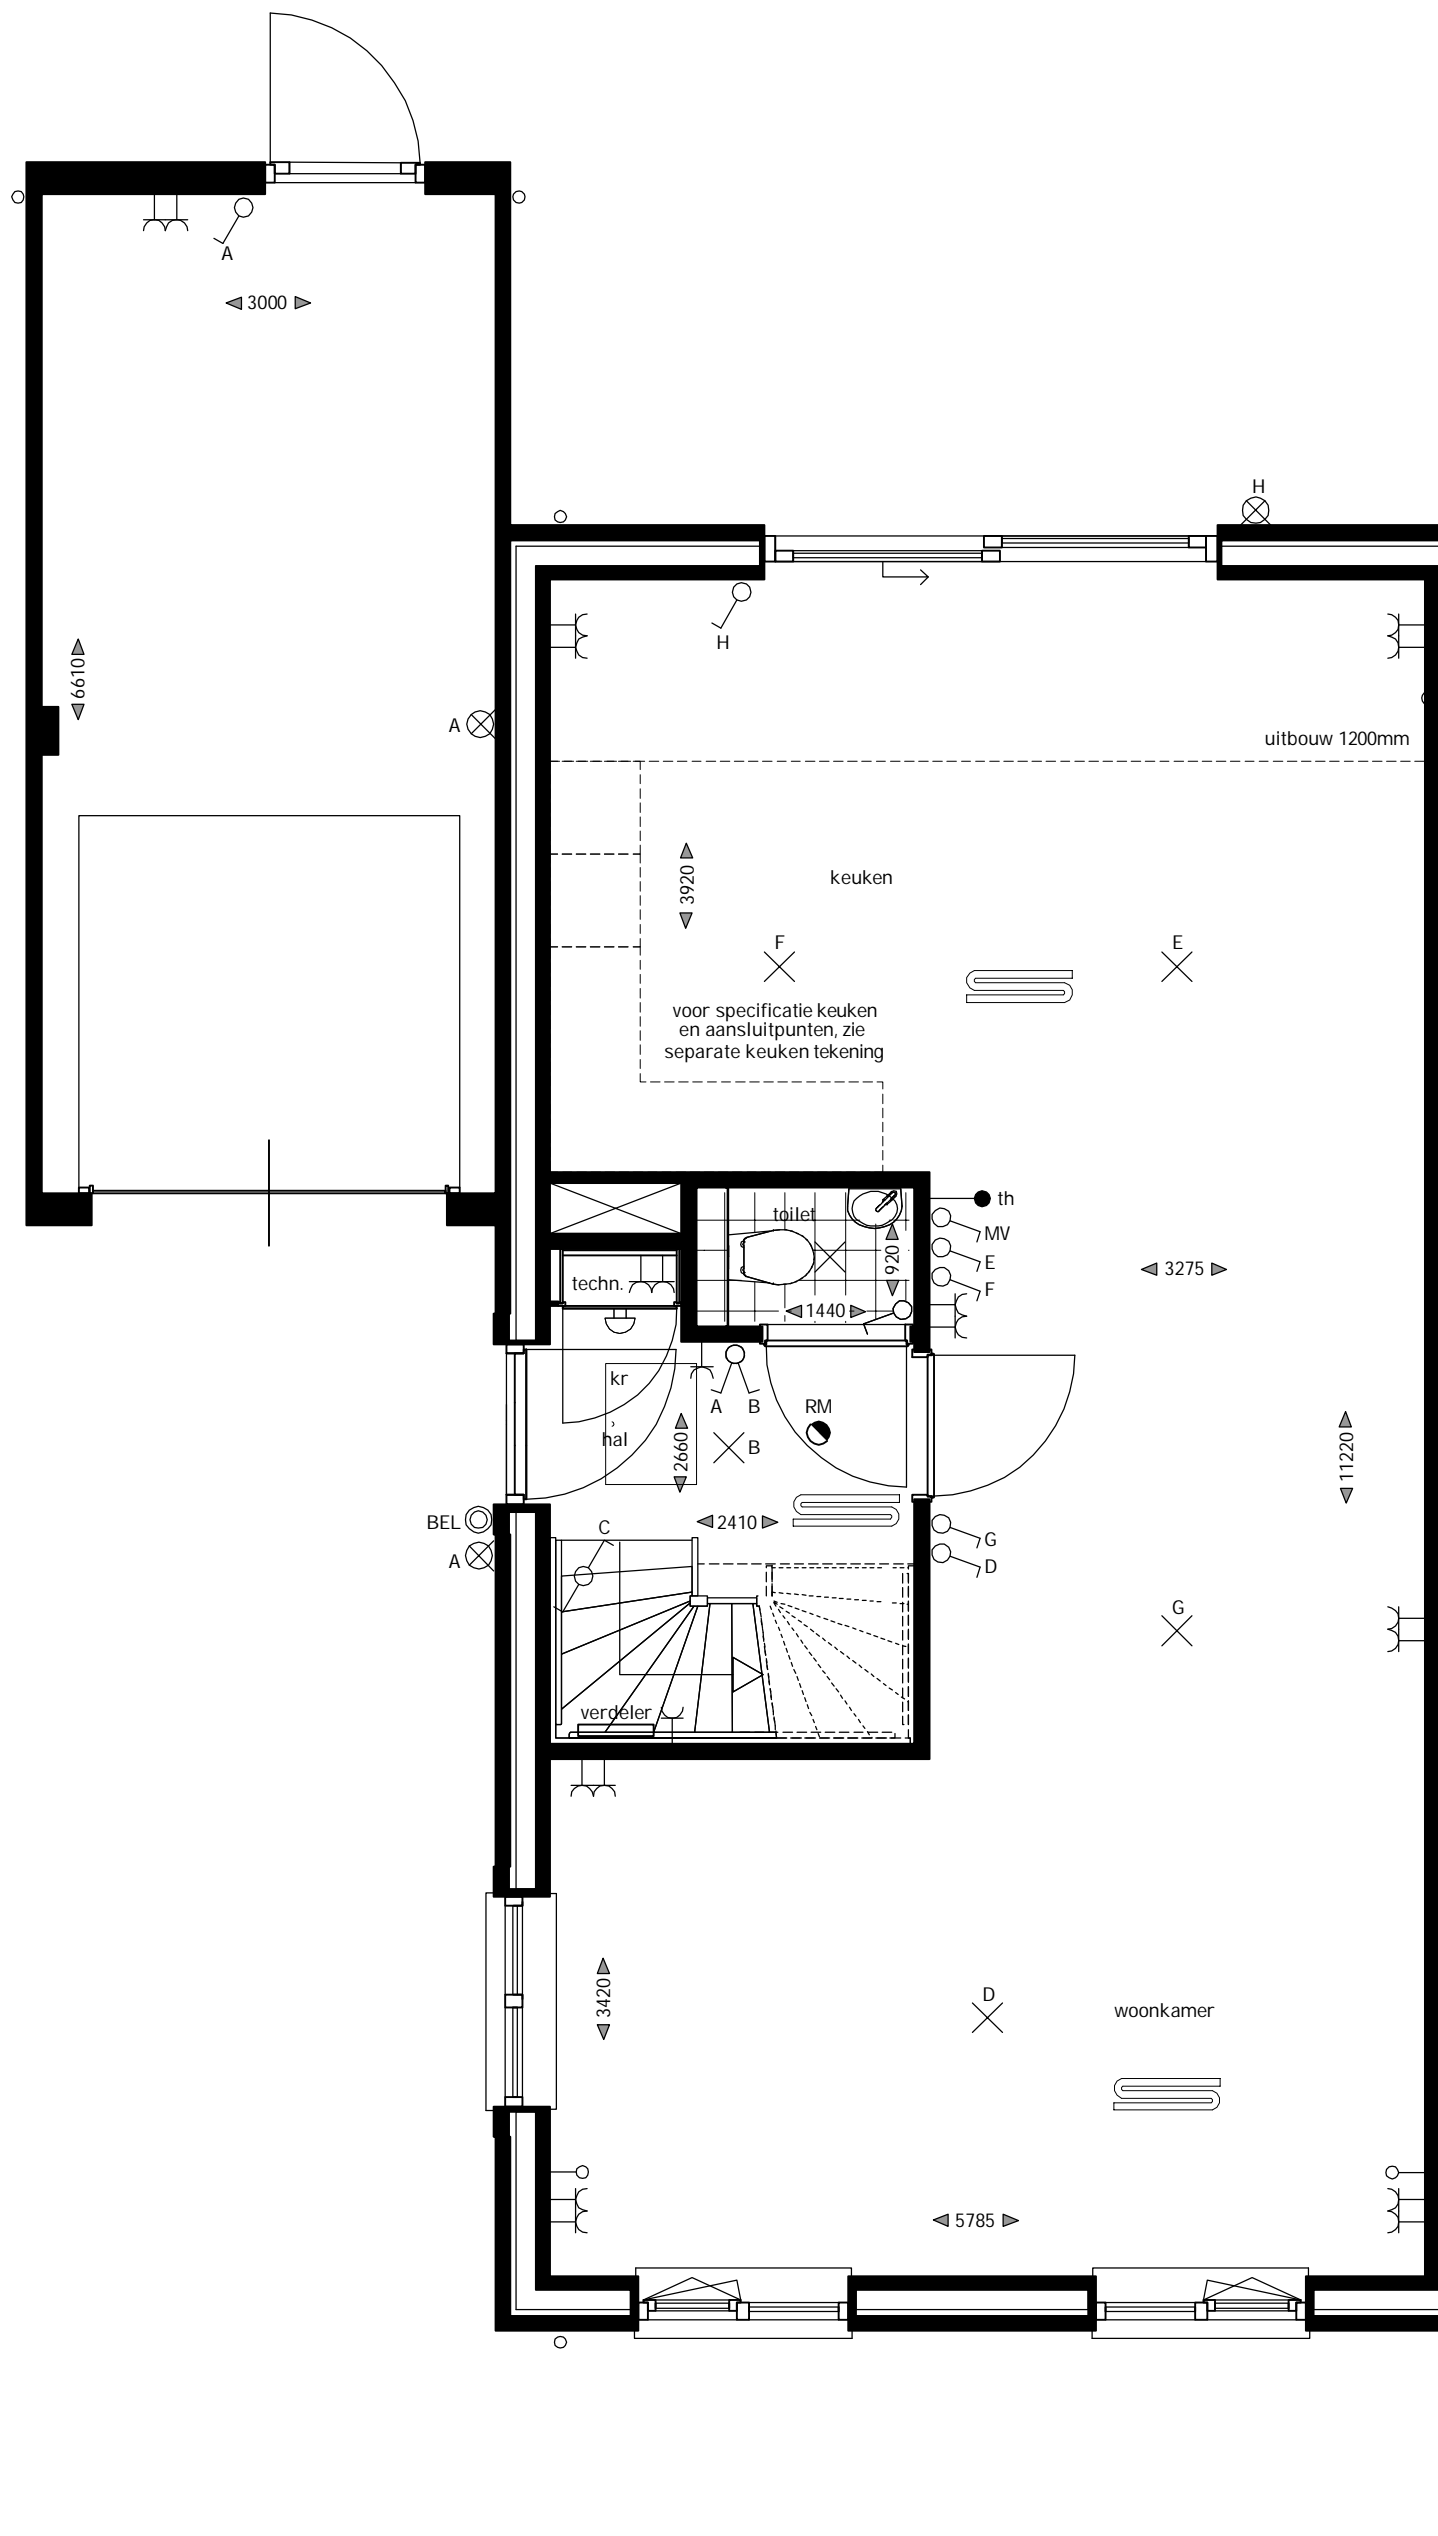 A
3000
H
H
6610
A
uitbouw 1200mm
3920
keuken
F
E
voor specificatie keuken
en aansluitpunten, zie
separate keuken tekening
th
toilet
MV
920
E
3275
techn.
F
1440
kr
A
B
RM
hal
2660
B
11220
BEL
2410
C
G
A
D
G
verdeler
3420
D
woonkamer
5785